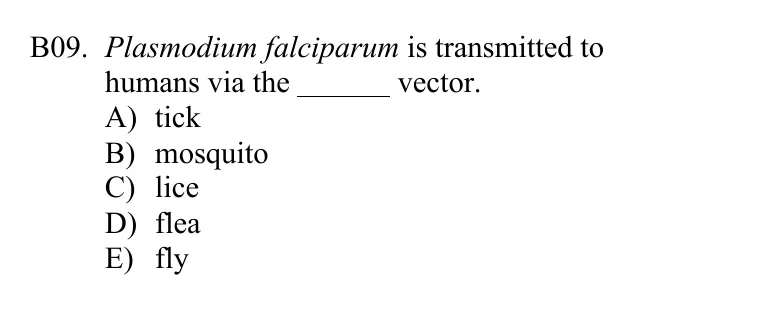 B09. Plasmodium falciparum is transmitted to
humans via the ______ vector.
A) tick
B) mosquito
C) lice
D) flea
E) fly